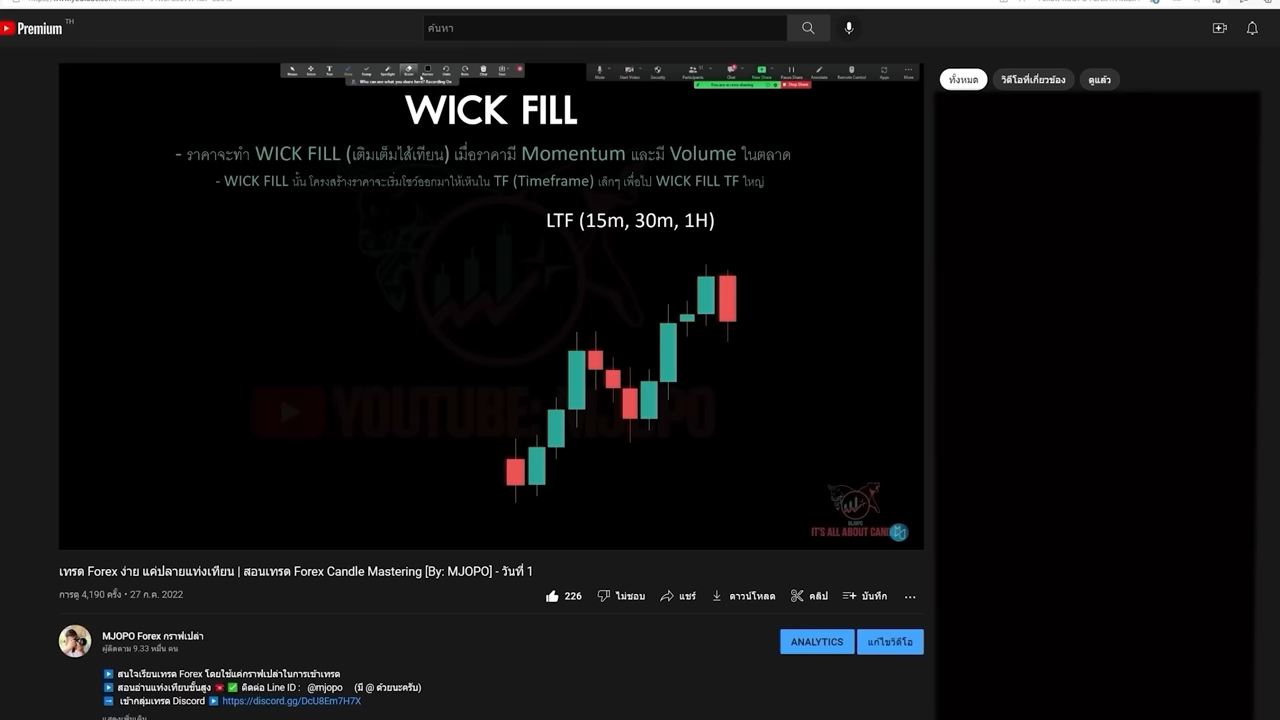 Premium TH
ค้นหา
Who can see what you share here? Recording On
WICK FILL
- ราคาจะทำ WICK FILL (เติมเต็มไส้เทียน) เมื่อราคามี Momentum และมี Volume ในตลาด
- WICK FILL นั้น โครงสร้างราคาจะเริ่มโชว์ออกมาให้เห็นใน TF (Timeframe) เล็กๆ เพื่อไป WICK FILL TF ใหญ่
LTF (15m, 30m, 1H)
YOUTUBE: MJOPO
MJOPO
IT'S ALL ABOUT
ทั้งหมด วิดีโอที่เกี่ยวข้อง ดูแล้ว
เทรด Forex ง่าย แค่ปลายแท่งเทียน | สอนเทรด Forex Candle Mastering [By: MJOPO] - วันที่ 1
การดู 4,190 ครั้ง • 27 ก.ค. 2022
226 ไม่ชอบ แชร์ ดาวน์โหลด คลิป บันทึก
MJOPO Forex กราฟเปล่า
ผู้ติดตาม 9.33 หมื่น คน
ANALYTICS แก้ไขวิดีโอ
สนใจเรียนเทรด Forex โดยใช้แค่กราฟเปล่าในการเข้าเทรด
สอนอ่านแท่งเทียนขั้นสูง ติดต่อ Line ID : @mjopo (มี @ ด้วยนะครับ)
เข้ากลุ่มเทรด Discord https://discord.gg/DcU8Em7H7X